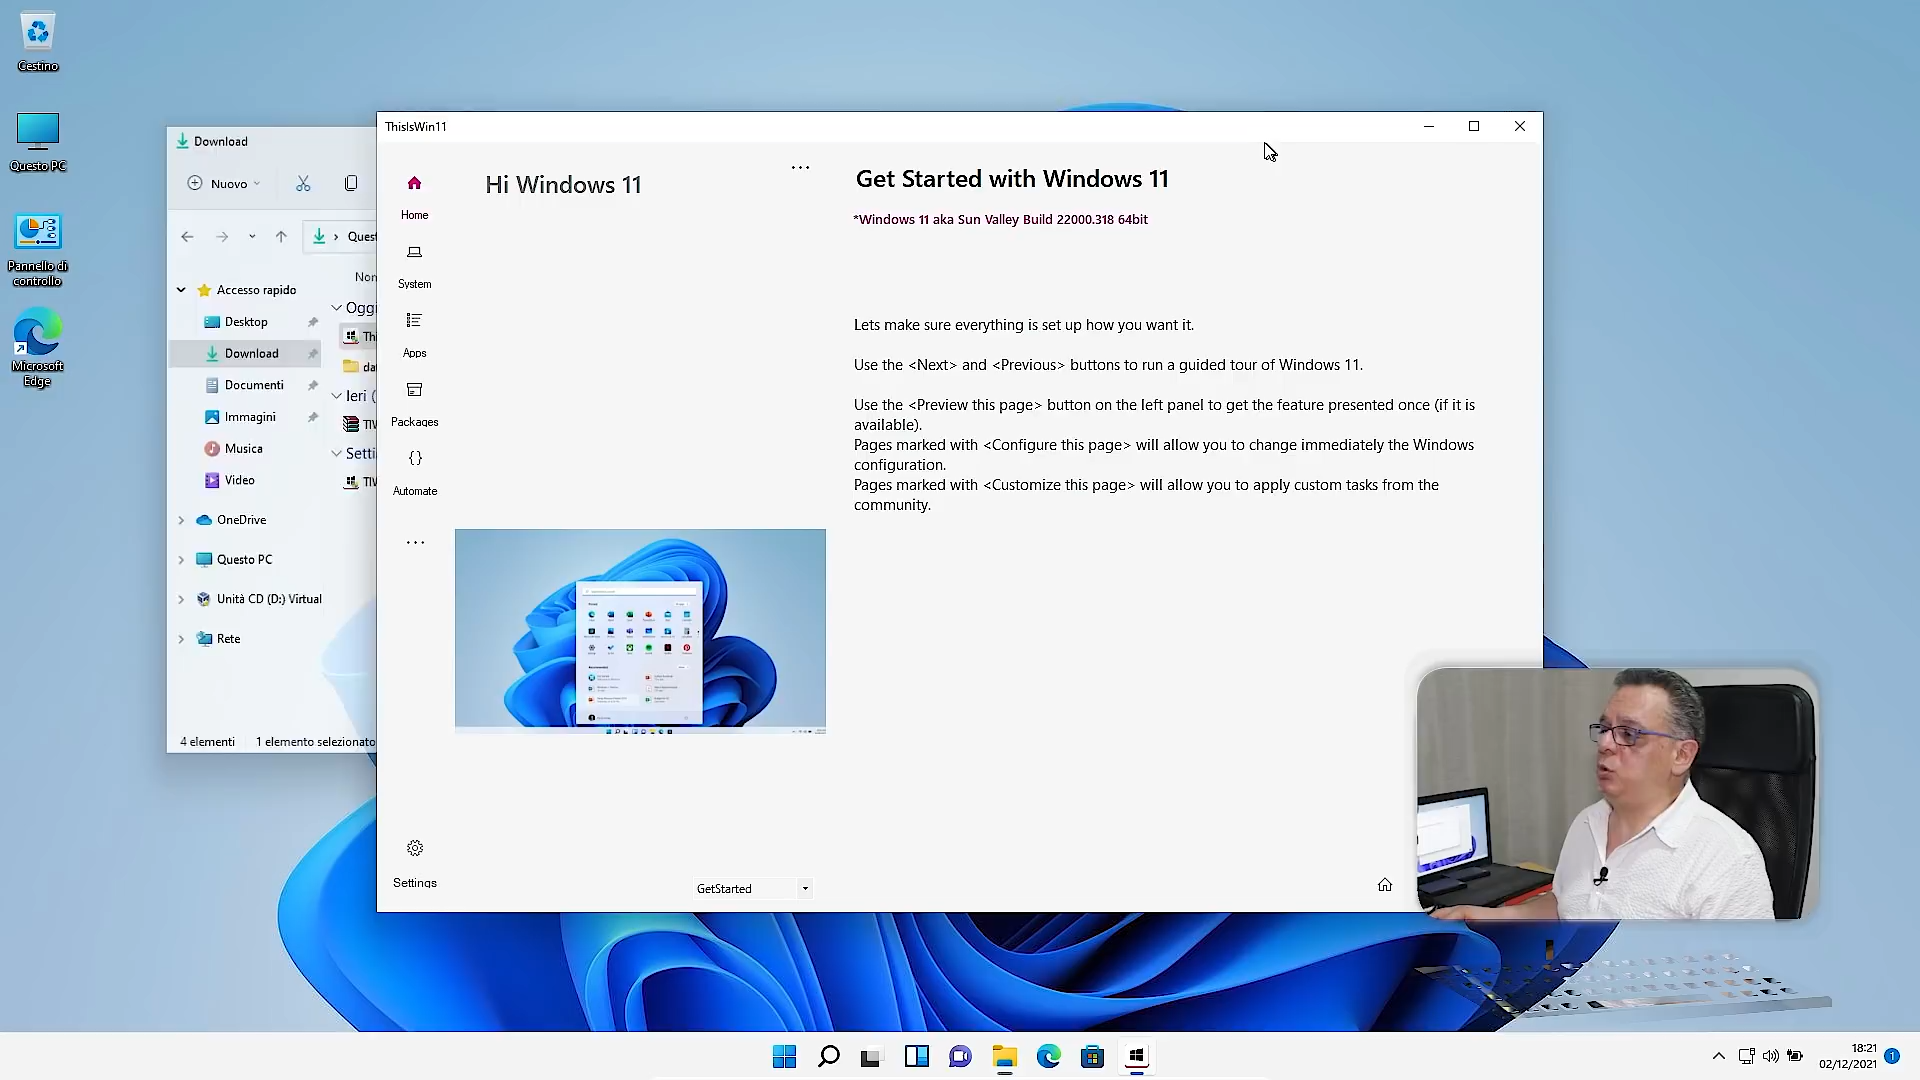 Cestino
Questo PC
Pannello di
controllo
Microsoft
Edge
Download
Nuovo
Quest
Accesso rapido
Desktop
Download
Documenti
Immagini
Musica
Video
OneDrive
Questo PC
Unità CD (D:) Virtual
Rete
Oggi
Ieri (
4 elementi
1 elemento selezionato
ThisIsWin11
Home
System
Apps
Packages
{}
Automate
Settings
Hi Windows 11
...
GetStarted
Get Started with Windows 11
*Windows 11 aka Sun Valley Build 22000.318 64bit
Lets make sure everything is set up how you want it.
Use the <Next> and <Previous> buttons to run a guided tour of Windows 11.
Use the <Preview this page> button on the left panel to get the feature presented once (if it is
available).
Pages marked with <Configure this page> will allow you to change immediately the Windows
configuration.
Pages marked with <Customize this page> will allow you to apply custom tasks from the
community.
18:21
02/12/2021
1